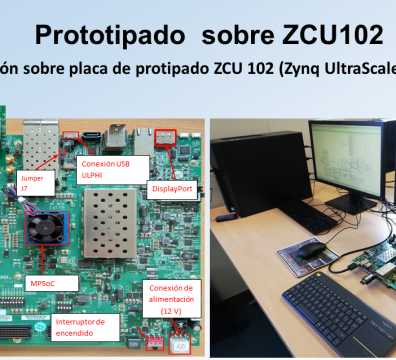 Prototipado sobre ZCU102
ón sobre placa de protipado ZCU 102 (Zynq UltraScale
Conexión USB
ULPHI
Jumper
J7
DisplayPort
MPSoC
Conexión de
alimentación
(12 V)
Interruptor de
encendido